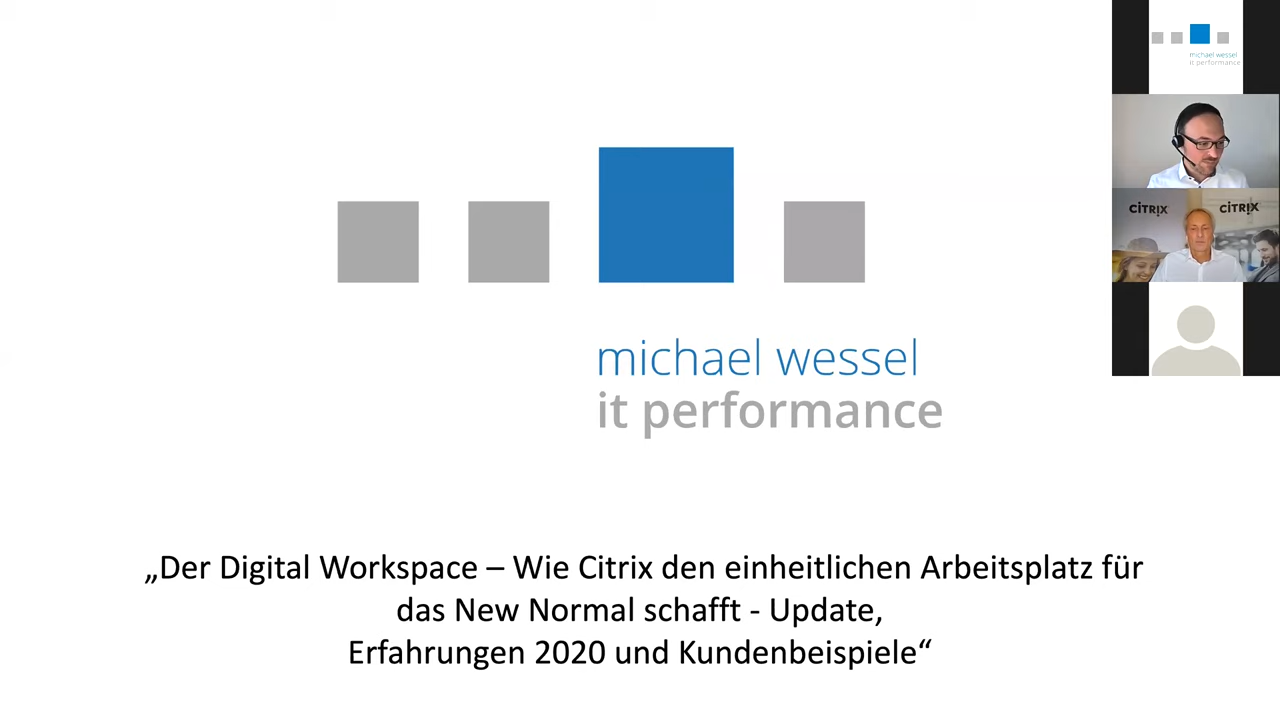 michael wessel
it performance
„Der Digital Workspace – Wie Citrix den einheitlichen Arbeitsplatz für
das New Normal schafft - Update,
Erfahrungen 2020 und Kundenbeispiele“
michael wessel
it performance
CiTRIX
CiTRIX